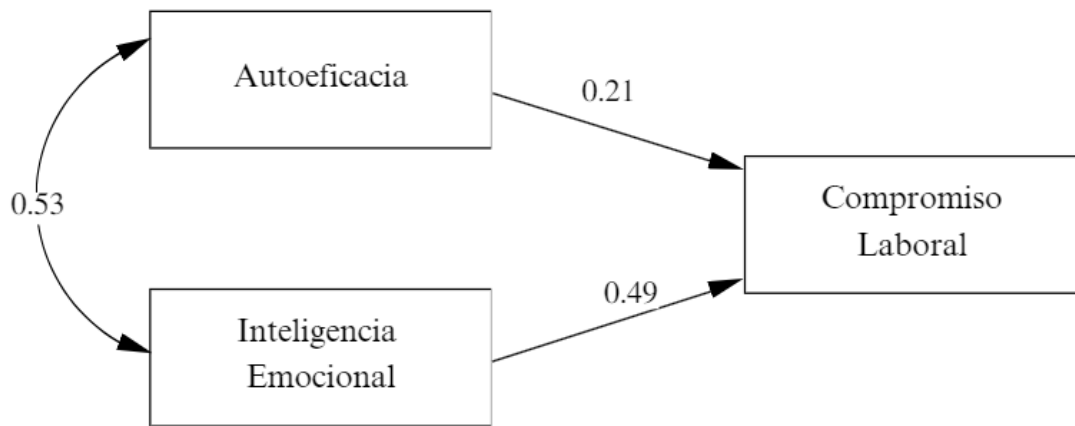 Autoeficacia
0.21
0.53
Compromiso
Laboral
0.49
Inteligencia
Emocional